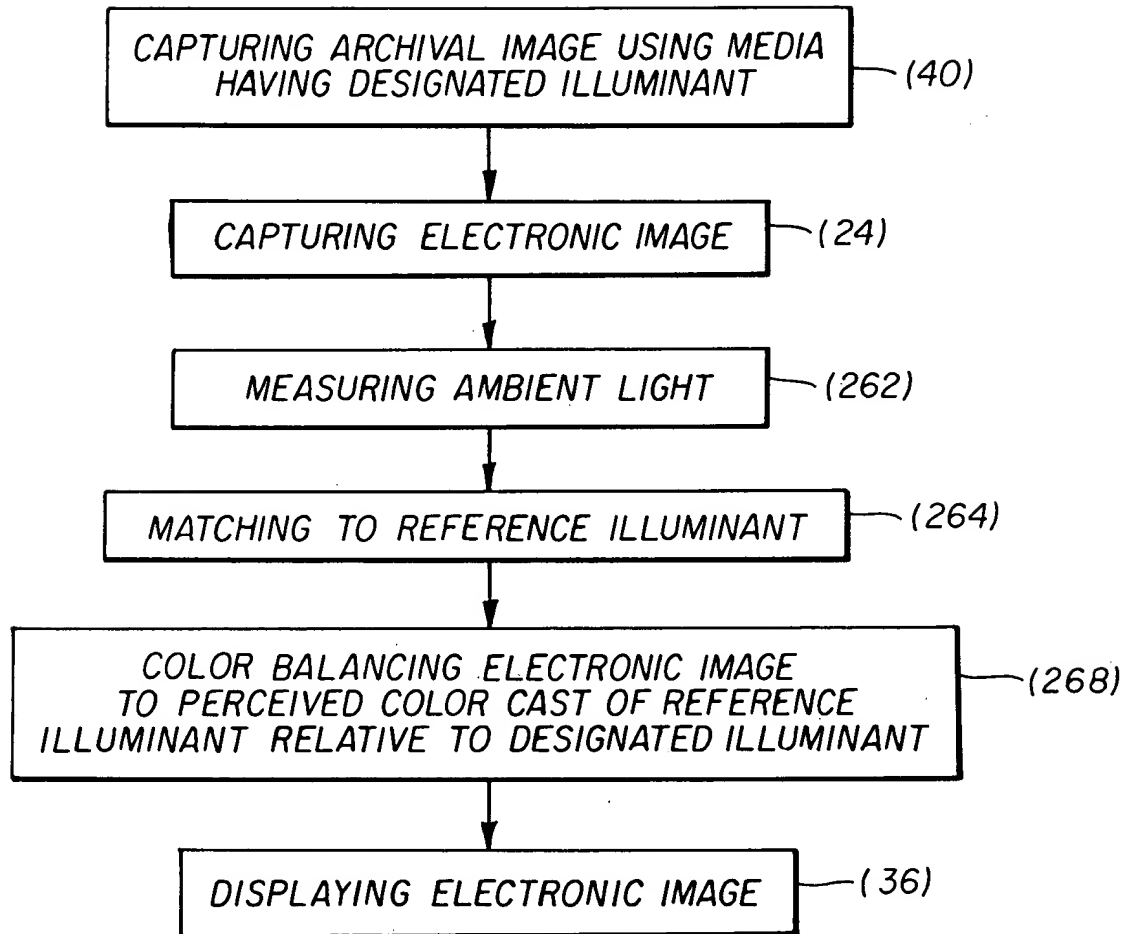 CAPTURING ARCHIVAL IMAGE USING MEDIA
HAVING DESIGNATED ILLUMINANT
(40)
CAPTURING ELECTRONIC IMAGE
(24)
MEASURING AMBIENT LIGHT
(262)
MATCHING TO REFERENCE ILLUMINANT
(264)
COLOR BALANCING ELECTRONIC IMAGE
TO PERCEIVED COLOR CAST OF REFERENCE
ILLUMINANT RELATIVE TO DESIGNATED ILLUMINANT
(268)
DISPLAYING ELECTRONIC IMAGE
(36)